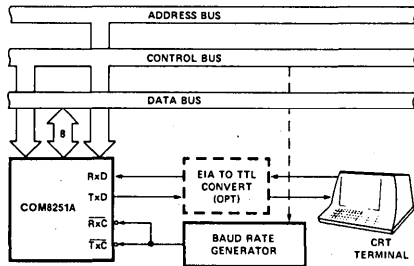 ADDRESS BUS
CONTROL BUS
DATA BUS
8
COM8251A
RxD
TxD
RxC
TxC
EIA TO TTL
CONVERT
(OPT)
BAUD RATE
GENERATOR
CRT
TERMINAL